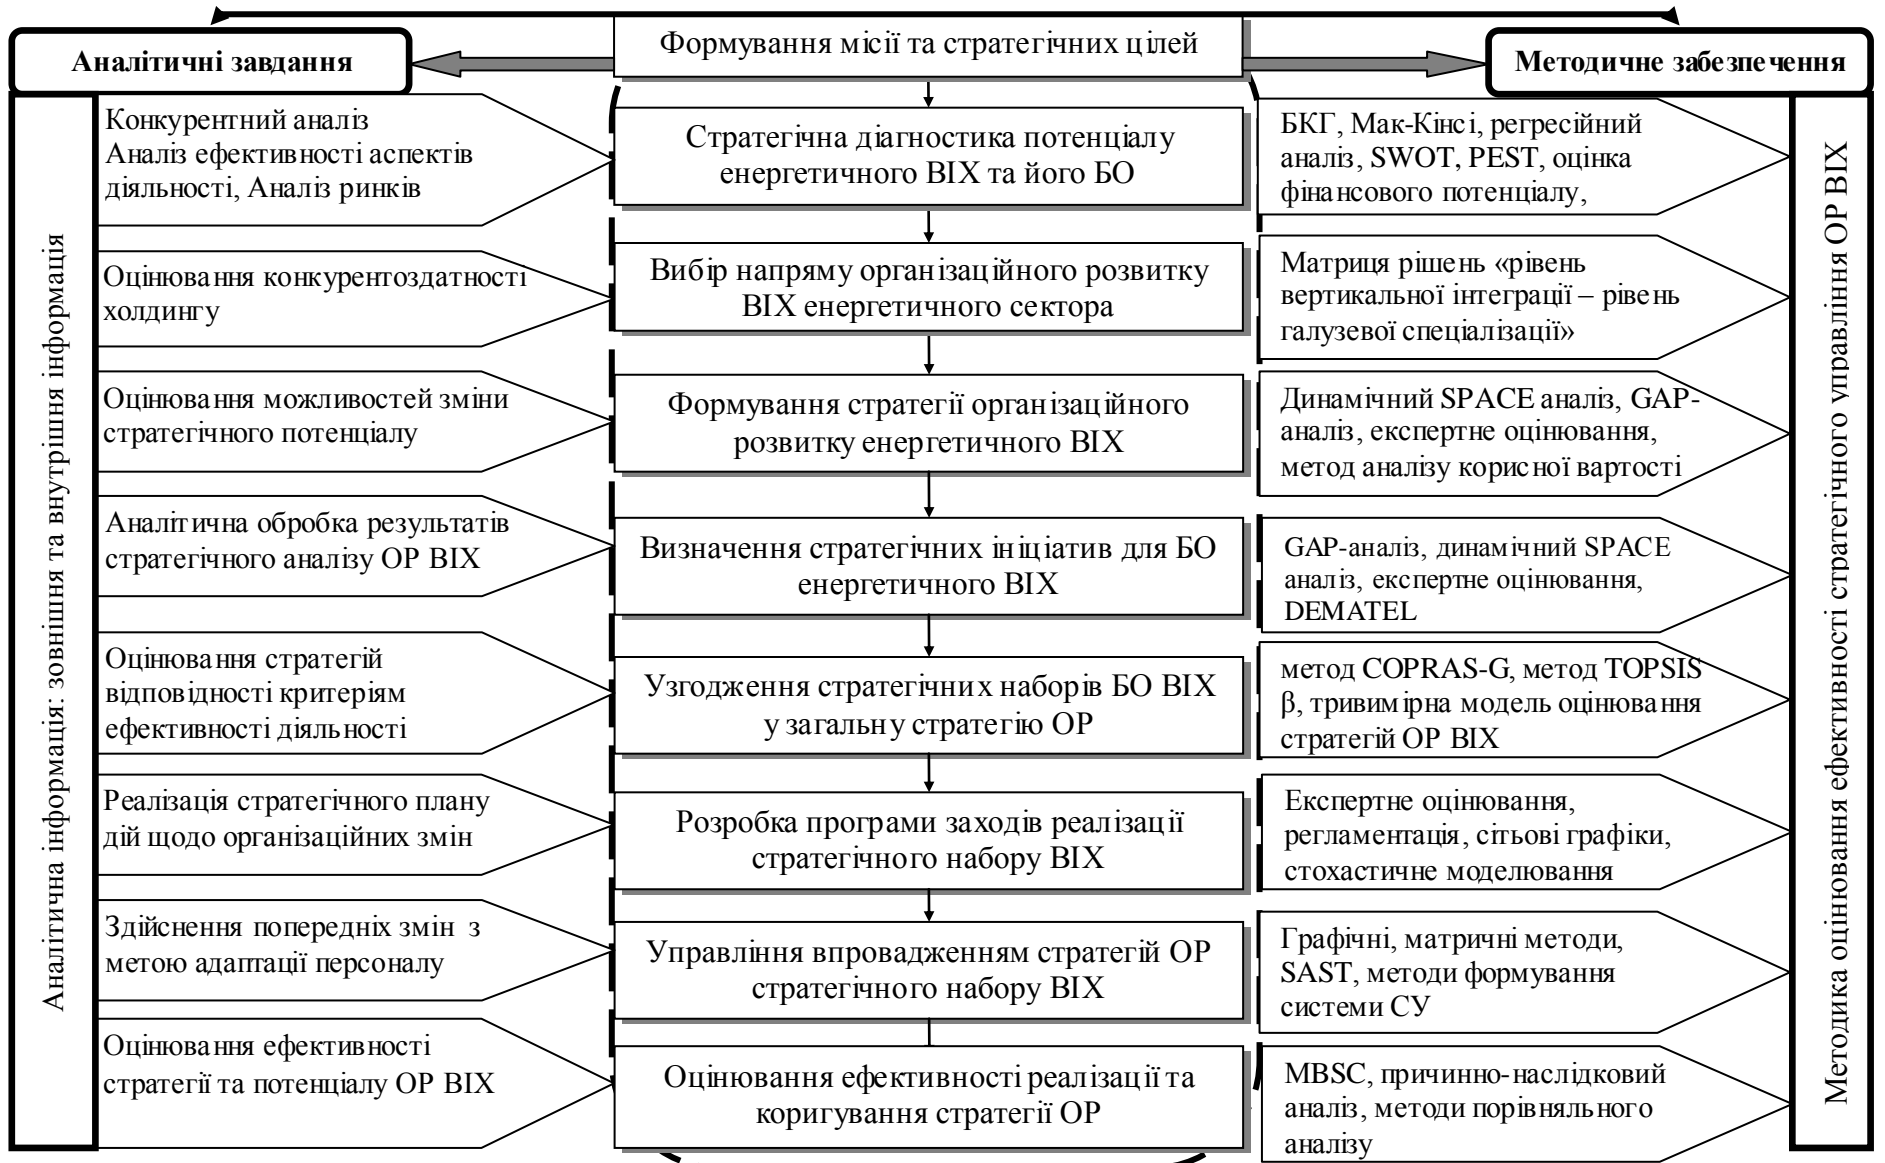 Формування місії та стратегічних цілей
Аналітичні завдання
Методичне забезпечення
Аналітична інформація: зовнішня та внутрішня інформація
Конкурентний аналіз
Аналіз ефективності аспектів
діяльності, Аналіз ринків
Стратегічна діагностика потенціалу
енергетичного ВІХ та його БО
БКГ, Мак-Кінсі, регресійний
аналіз, SWOT, PEST, оцінка
фінансового потенціалу,
Оцінювання конкурентоздатності
холдингу
Вибір напряму організаційного розвитку
ВІХ енергетичного сектора
Матриця рішень «рівень
вертикальної інтеграції – рівень
галузевої спеціалізації»
Оцінювання можливостей зміни
стратегічного потенціалу
Формування стратегії організаційного
розвитку енергетичного ВІХ
Динамічний SPACE аналіз, GAP-
аналіз, експертне оцінювання,
метод аналізу корисної вартості
Аналітична обробка результатів
стратегічного аналізу ОР ВІХ
Визначення стратегічних ініціатив для БО
енергетичного ВІХ
GAP-аналіз, динамічний SPACE
аналіз, експертне оцінювання,
DEMATEL
Оцінювання стратегій
відповідності критеріям
ефективності діяльності
Узгодження стратегічних наборів БО ВІХ
у загальну стратегію ОР
метод COPRAS-G, метод TOPSIS
β, тривимірна модель оцінювання
стратегій ОР ВІХ
Реалізація стратегічного плану
дій щодо організаційних змін
Розробка програми заходів реалізації
стратегічного набору ВІХ
Експертне оцінювання,
регламентація, сітьові графіки,
стохастичне моделювання
Здійснення попередніх змін з
метою адаптації персоналу
Управління впровадженням стратегій ОР
стратегічного набору ВІХ
Графічні, матричні методи,
SAST, методи формування
системи СУ
Оцінювання ефективності
стратегії та потенціалу ОР ВІХ
Оцінювання ефективності реалізації та
коригування стратегії ОР
MBSC, причинно-наслідковий
аналіз, методи порівняльного
аналізу
Методика оцінювання ефективності стратегічного управління ОР ВІХ